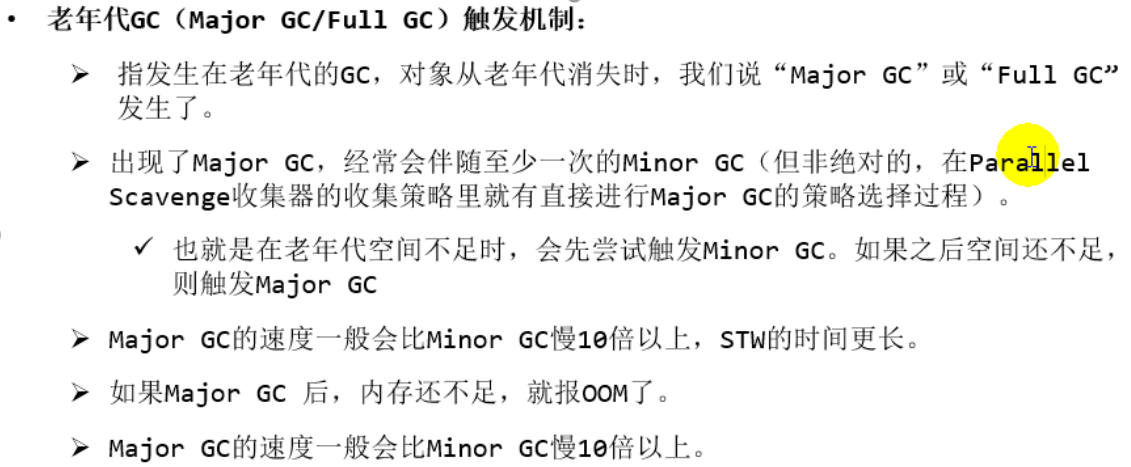 • 老年代GC（Major GC/Full GC）触发机制：
➢ 指发生在老年代的GC，对象从老年代消失时，我们说“Major GC”或“Full GC”
发生了。
➢ 出现了Major GC，经常会伴随至少一次的Minor GC（但非绝对的，在Parallel
Scavenge收集器的收集策略里就有直接进行Major GC的策略选择过程）。
✓ 也就是在老年代空间不足时，会先尝试触发Minor GC。如果之后空间还不足，
则触发Major GC
➢ Major GC的速度一般会比Minor GC慢10倍以上，STW的时间更长。
➢ 如果Major GC 后，内存还不足，就报OOM了。
➢ Major GC的速度一般会比Minor GC慢10倍以上。